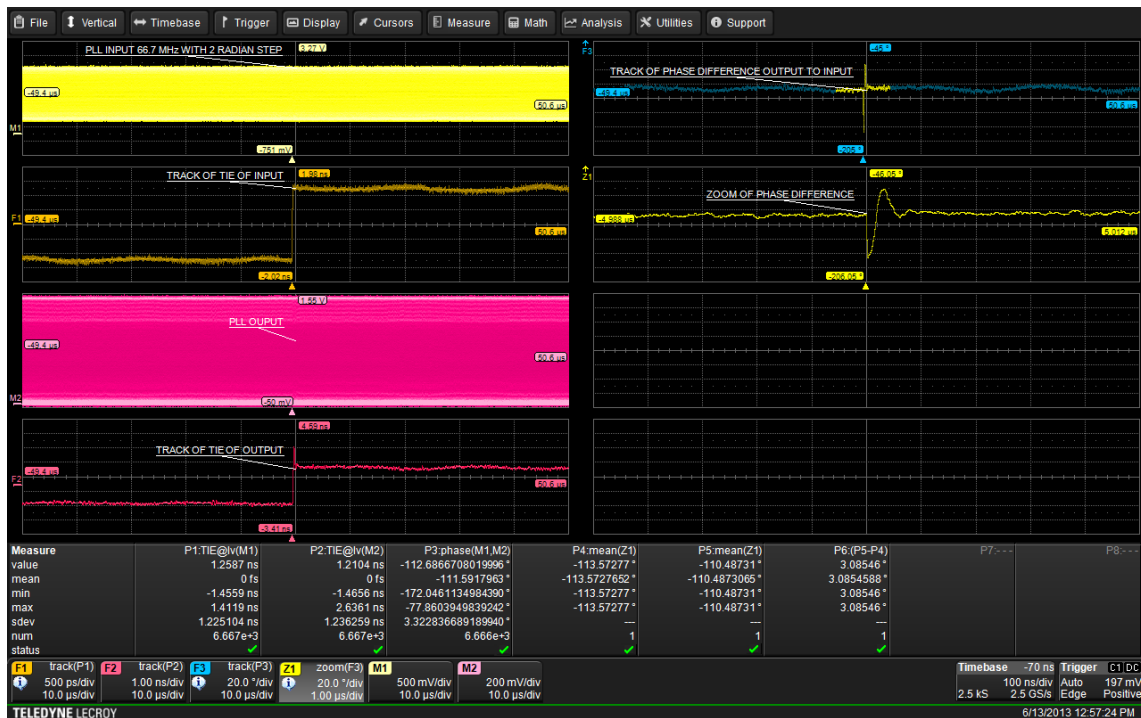 File Vertical Timebase Trigger Display Cursors Measure Math Analysis Utilities Support
PLL INPUT 66.7 MHz WITH 2 RADIAN STEP
3.27 V
-49.4 µs
50.6 µs
M1
-751 mV
F3
-45 °
TRACK OF PHASE DIFFERENCE OUTPUT TO INPUT
-49.4 µs
50.6 µs
-205 °
TRACK OF TIE OF INPUT
1.98 ns
F1
-49.4 µs
50.6 µs
-2.02 ns
Z1
-46.05 °
ZOOM OF PHASE DIFFERENCE
-4.988 µs
5.012 µs
-206.05 °
1.55 V
PLL OUPUT
-49.4 µs
50.6 µs
M2
-50 mV
4.59 ns
TRACK OF TIE OF OUTPUT
-49.4 µs
F2
50.6 µs
-3.41 ns
Measure P1:TIE@lv(M1) P2:TIE@lv(M2) P3:phase(M1,M2) P4:mean(Z1) P5:mean(Z1) P6:(P5-P4) P7:--- P8:---
value 1.2587 ns 1.2104 ns -112.6866708019996 ° -113.57277 ° -110.48731 ° 3.08546 °
mean 0 fs 0 fs -111.5917963 ° -113.5727652 ° -110.4873065 ° 3.0854588 °
min -1.4559 ns -1.4656 ns -172.0461134984390 ° -113.57277 ° -110.48731 ° 3.08546 °
max 1.4119 ns 2.6361 ns -77.8603949839242 ° -113.57277 ° -110.48731 ° 3.08546 °
sdev 1.225104 ns 1.236259 ns 3.322836689189940 ° --- --- ---
num 6.667e+3 6.667e+3 6.666e+3 1 1 1
status
F1 track(P1) F2 track(P2) F3 track(P3) Z1 zoom(F3) M1 M2 Timebase -70 ns Trigger C1 DC
500 ps/div 1.00 ns/div 20.0 °/div 20.0 °/div 500 mV/div 200 mV/div 100 ns/div Auto 197 mV
10.0 µs/div 10.0 µs/div 10.0 µs/div 1.00 µs/div 10.0 µs/div 10.0 µs/div 2.5 kS 2.5 GS/s Edge Positive
TELEDYNE LECROY 6/13/2013 12:57:24 PM